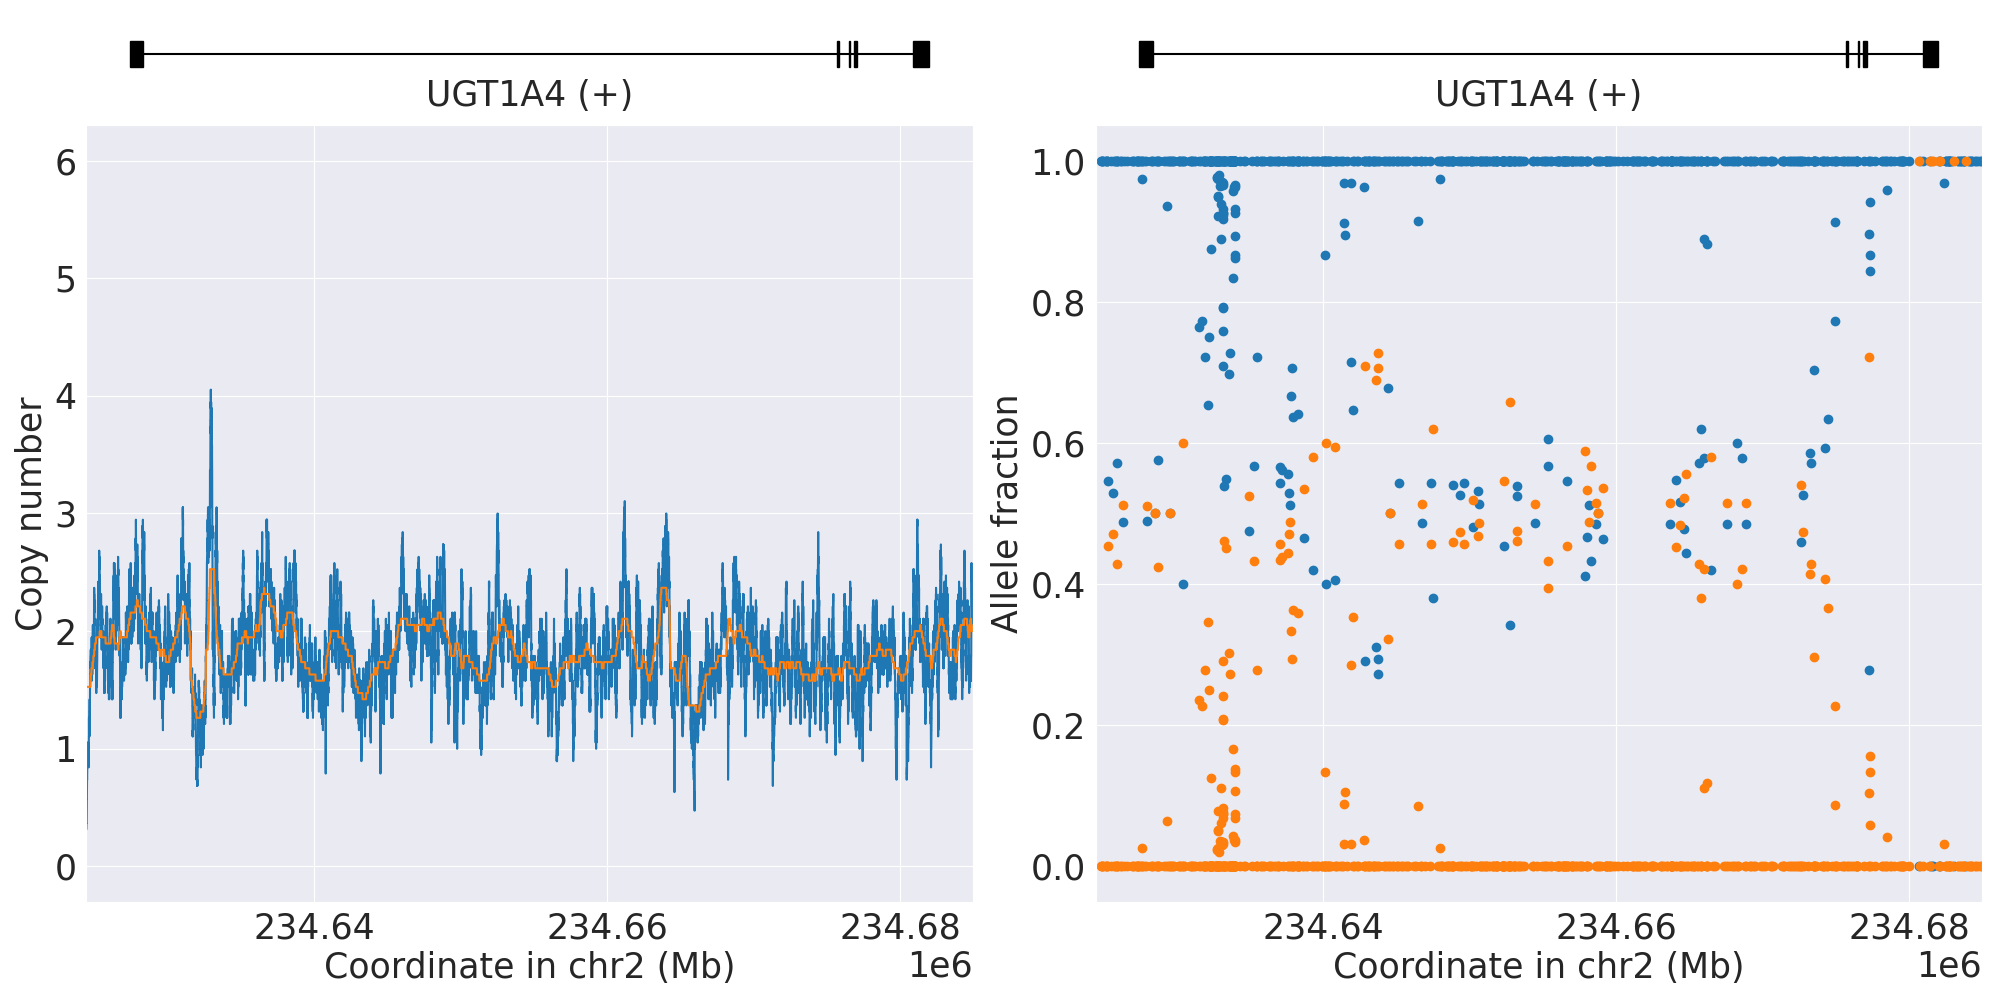 UGT1A4 (+)
6
5
4
3
2
1
0
Copy number
234.64
234.66
234.68
Coordinate in chr2 (Mb)
1e6
UGT1A4 (+)
1.0
0.8
0.6
0.4
0.2
0.0
Allele fraction
234.64
234.66
234.68
Coordinate in chr2 (Mb)
1e6